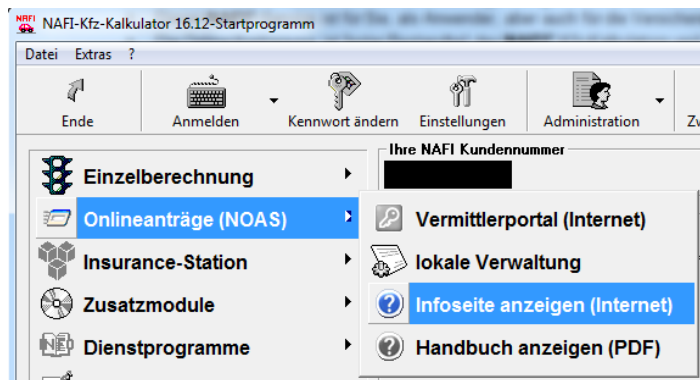 NAFI NAFI-Kfz-Kalkulator 16.12-Startprogramm
Datei Extras ?
Ende Anmelden Kennwort ändern Einstellungen Administration
Ihre NAFI Kundennummer
Einzelberechnung
Onlineanträge (NOAS)
Vermittlerportal (Internet)
Insurance-Station
lokale Verwaltung
Zusatzmodule
Infoseite anzeigen (Internet)
Dienstprogramme
Handbuch anzeigen (PDF)